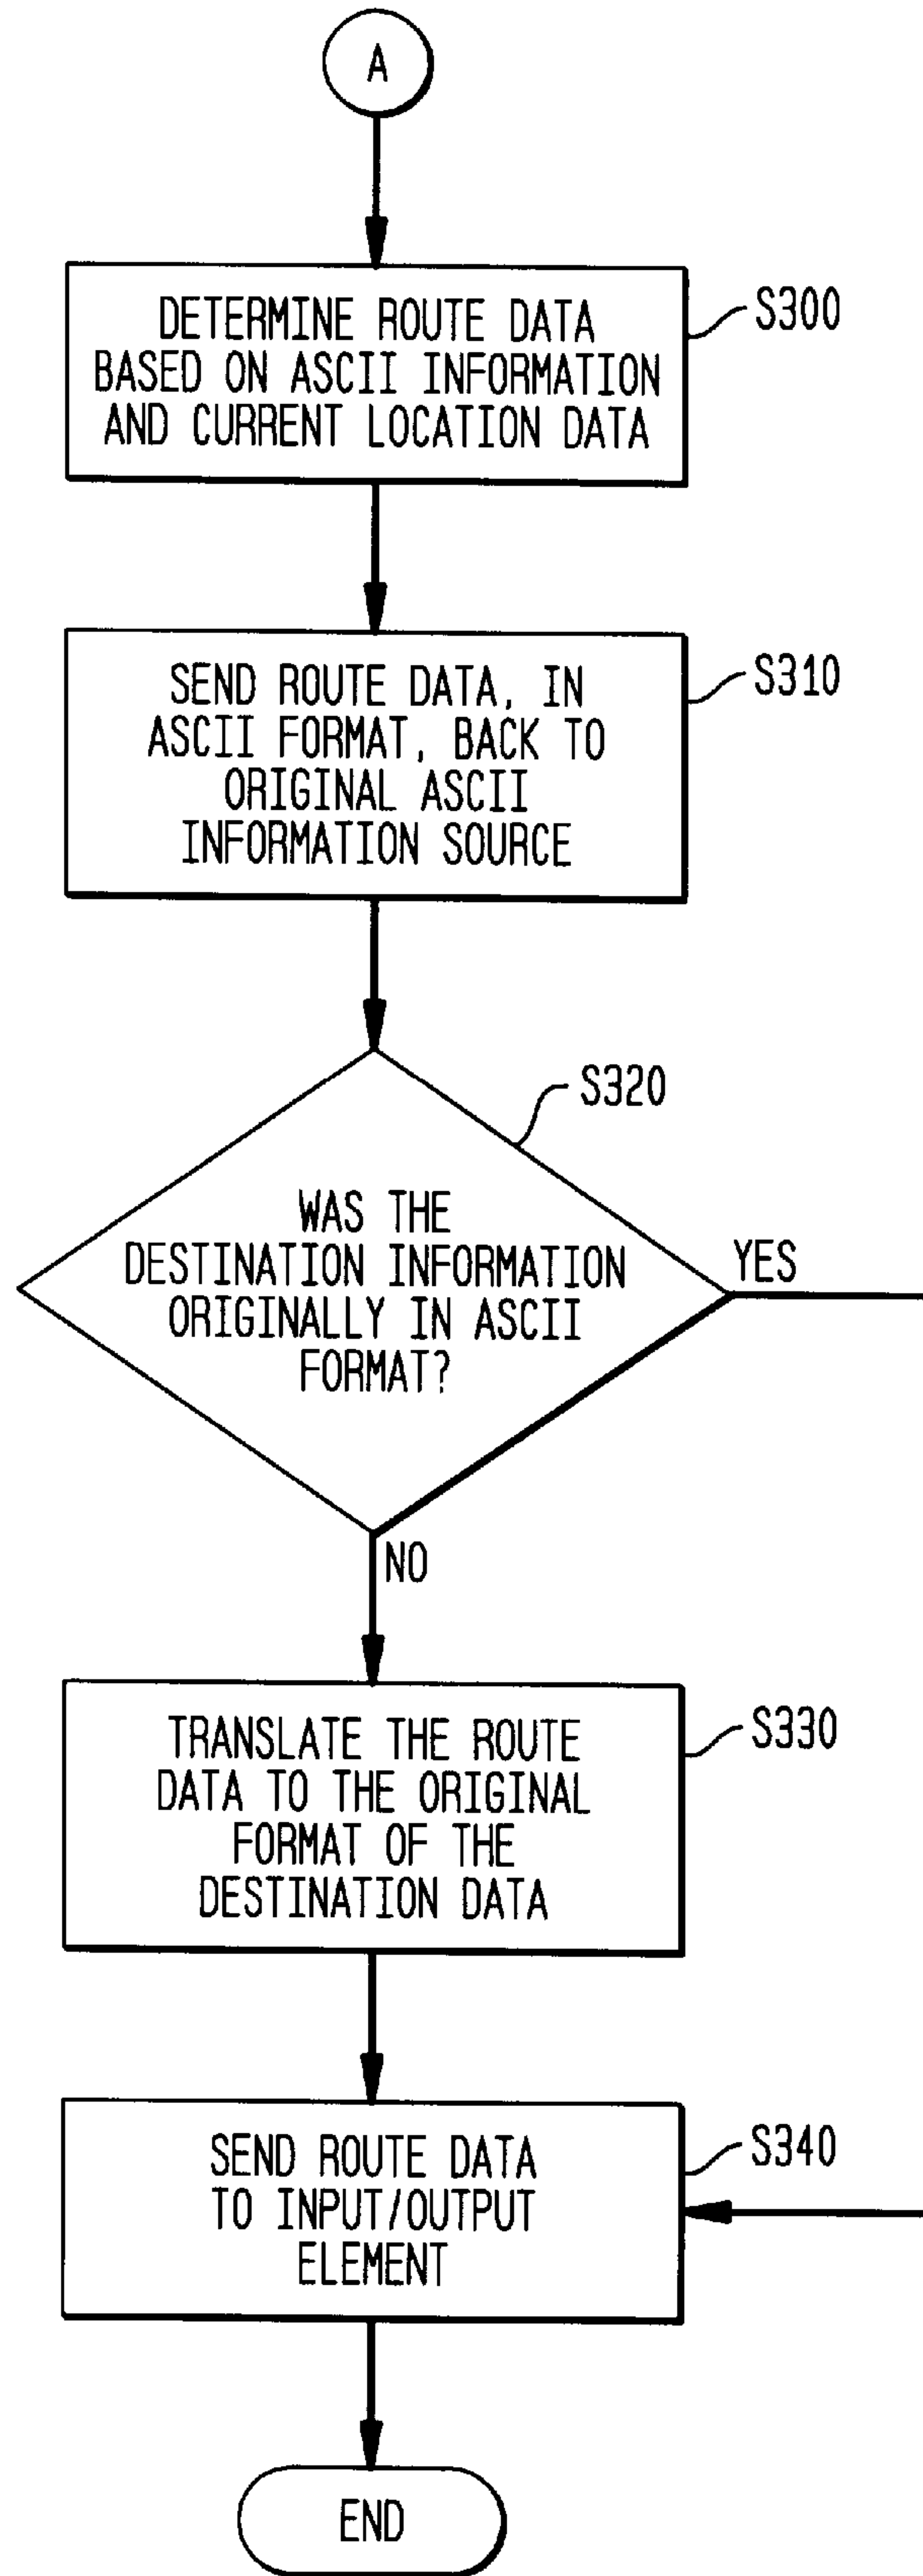 A
DETERMINE ROUTE DATA
BASED ON ASCII INFORMATION
AND CURRENT LOCATION DATA
S300
SEND ROUTE DATA, IN
ASCII FORMAT, BACK TO
ORIGINAL ASCII
INFORMATION SOURCE
S310
S320
WAS THE
DESTINATION INFORMATION
ORIGINALLY IN ASCII
FORMAT?
YES
NO
TRANSLATE THE ROUTE
DATA TO THE ORIGINAL
FORMAT OF THE
DESTINATION DATA
S330
SEND ROUTE DATA
TO INPUT/OUTPUT
ELEMENT
S340
END